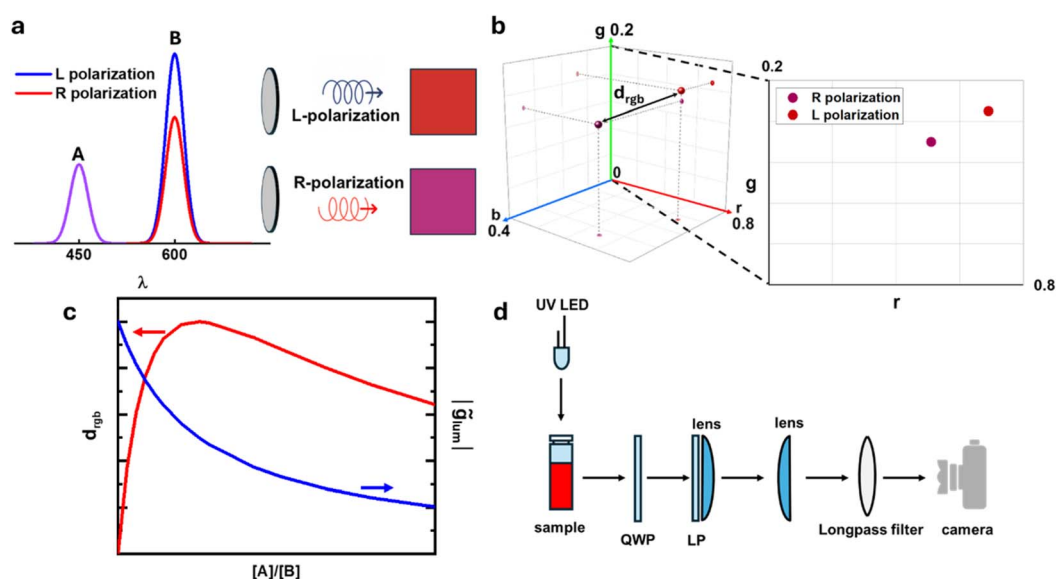 a
B
L polarization
R polarization
A
450
600
λ
L-polarization
R-polarization
b
g 0.2
d_rgb
0
b
0.4
r
0.8
0.2
R polarization
L polarization
g
0.8
r
c
d_rgb
|g̃_lum|
[A]/[B]
d
UV LED
lens
lens
sample
QWP
LP
Longpass filter
camera